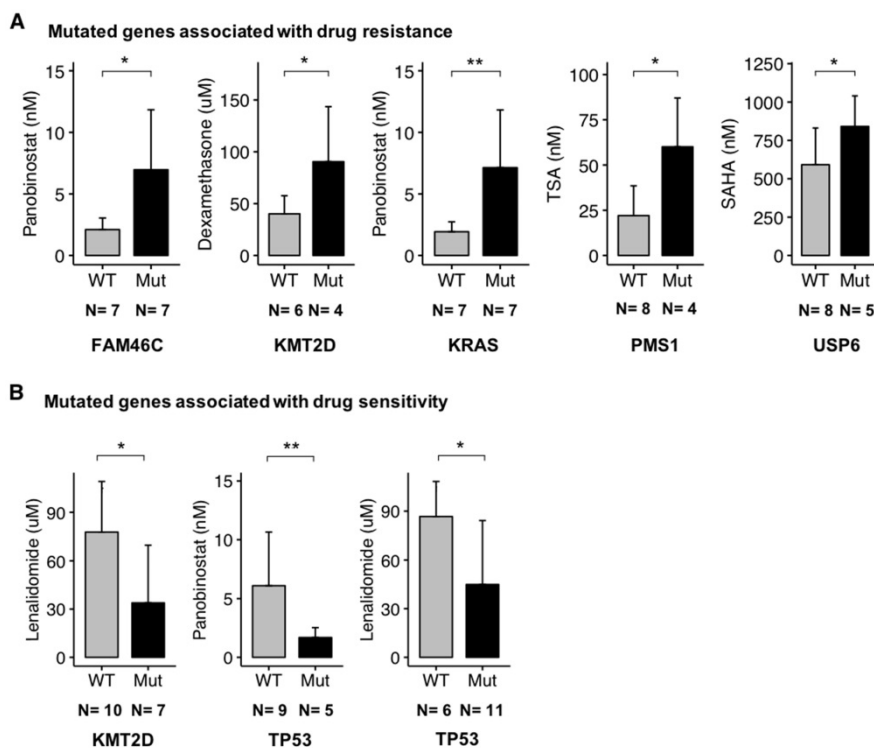 A Mutated genes associated with drug resistance
* * ** * *
Panobinostat (nM) 15 10 5 0
Dexamethasone (uM) 150 100 50 0
Panobinostat (nM) 15 10 5 0
TSA (nM) 100 75 50 25 0
SAHA (nM) 1250 1000 750 500 250 0
WT Mut WT Mut WT Mut WT Mut WT Mut
N= 7 N= 7 N= 6 N= 4 N= 7 N= 7 N= 8 N= 4 N= 8 N= 5
FAM46C KMT2D KRAS PMS1 USP6
B Mutated genes associated with drug sensitivity
* ** *
Lenalidomide (uM) 90 60 30 0
Panobinostat (nM) 15 10 5 0
Lenalidomide (uM) 90 60 30 0
WT Mut WT Mut WT Mut
N= 10 N= 7 N= 9 N= 5 N= 6 N= 11
KMT2D TP53 TP53